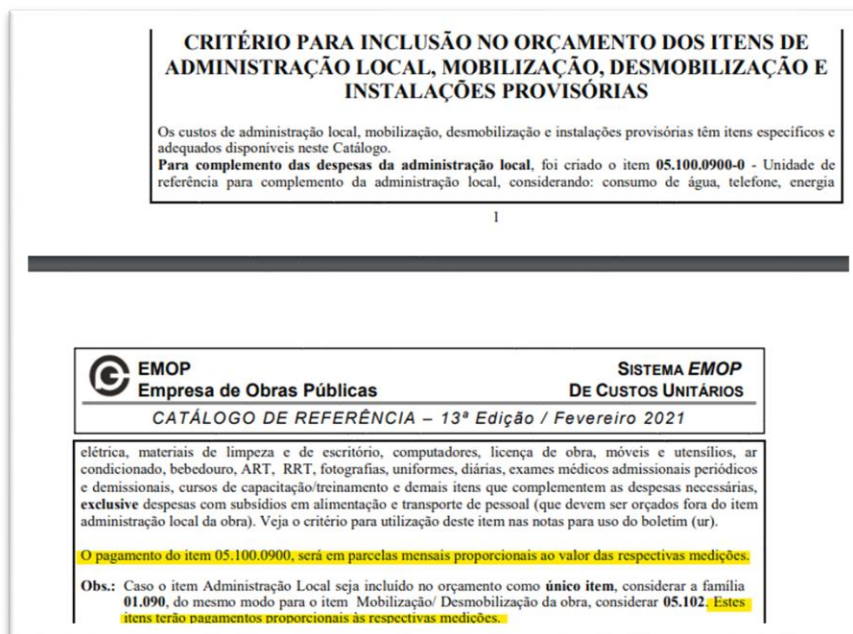 CRITÉRIO PARA INCLUSÃO NO ORÇAMENTO DOS ITENS DE
ADMINISTRAÇÃO LOCAL, MOBILIZAÇÃO, DESMOBILIZAÇÃO E
INSTALAÇÕES PROVISÓRIAS
Os custos de administração local, mobilização, desmobilização e instalações provisórias têm itens específicos e
adequados disponíveis neste Catálogo.
Para complemento das despesas da administração local, foi criado o item 05.100.0900-0 - Unidade de
referência para complemento da administração local, considerando: consumo de água, telefone, energia
1
EMOP
Empresa de Obras Públicas
SISTEMA EMOP
DE CUSTOS UNITÁRIOS
CATÁLOGO DE REFERÊNCIA – 13ª Edição / Fevereiro 2021
elétrica, materiais de limpeza e de escritório, computadores, licença de obra, móveis e utensílios, ar
condicionado, bebedouro, ART, RRT, fotografias, uniformes, diárias, exames médicos admissionais periódicos
e demissionais, cursos de capacitação/treinamento e demais itens que complementem as despesas necessárias,
exclusive despesas com subsídios em alimentação e transporte de pessoal (que devem ser orçados fora do item
administração local da obra). Veja o critério para utilização deste item nas notas para uso do boletim (ur).
O pagamento do item 05.100.0900, será em parcelas mensais proporcionais ao valor das respectivas medições.
Obs.: Caso o item Administração Local seja incluído no orçamento como único item, considerar a família
01.090, do mesmo modo para o item Mobilização/ Desmobilização da obra, considerar 05.102. Estes
itens terão pagamentos proporcionais às respectivas medições.